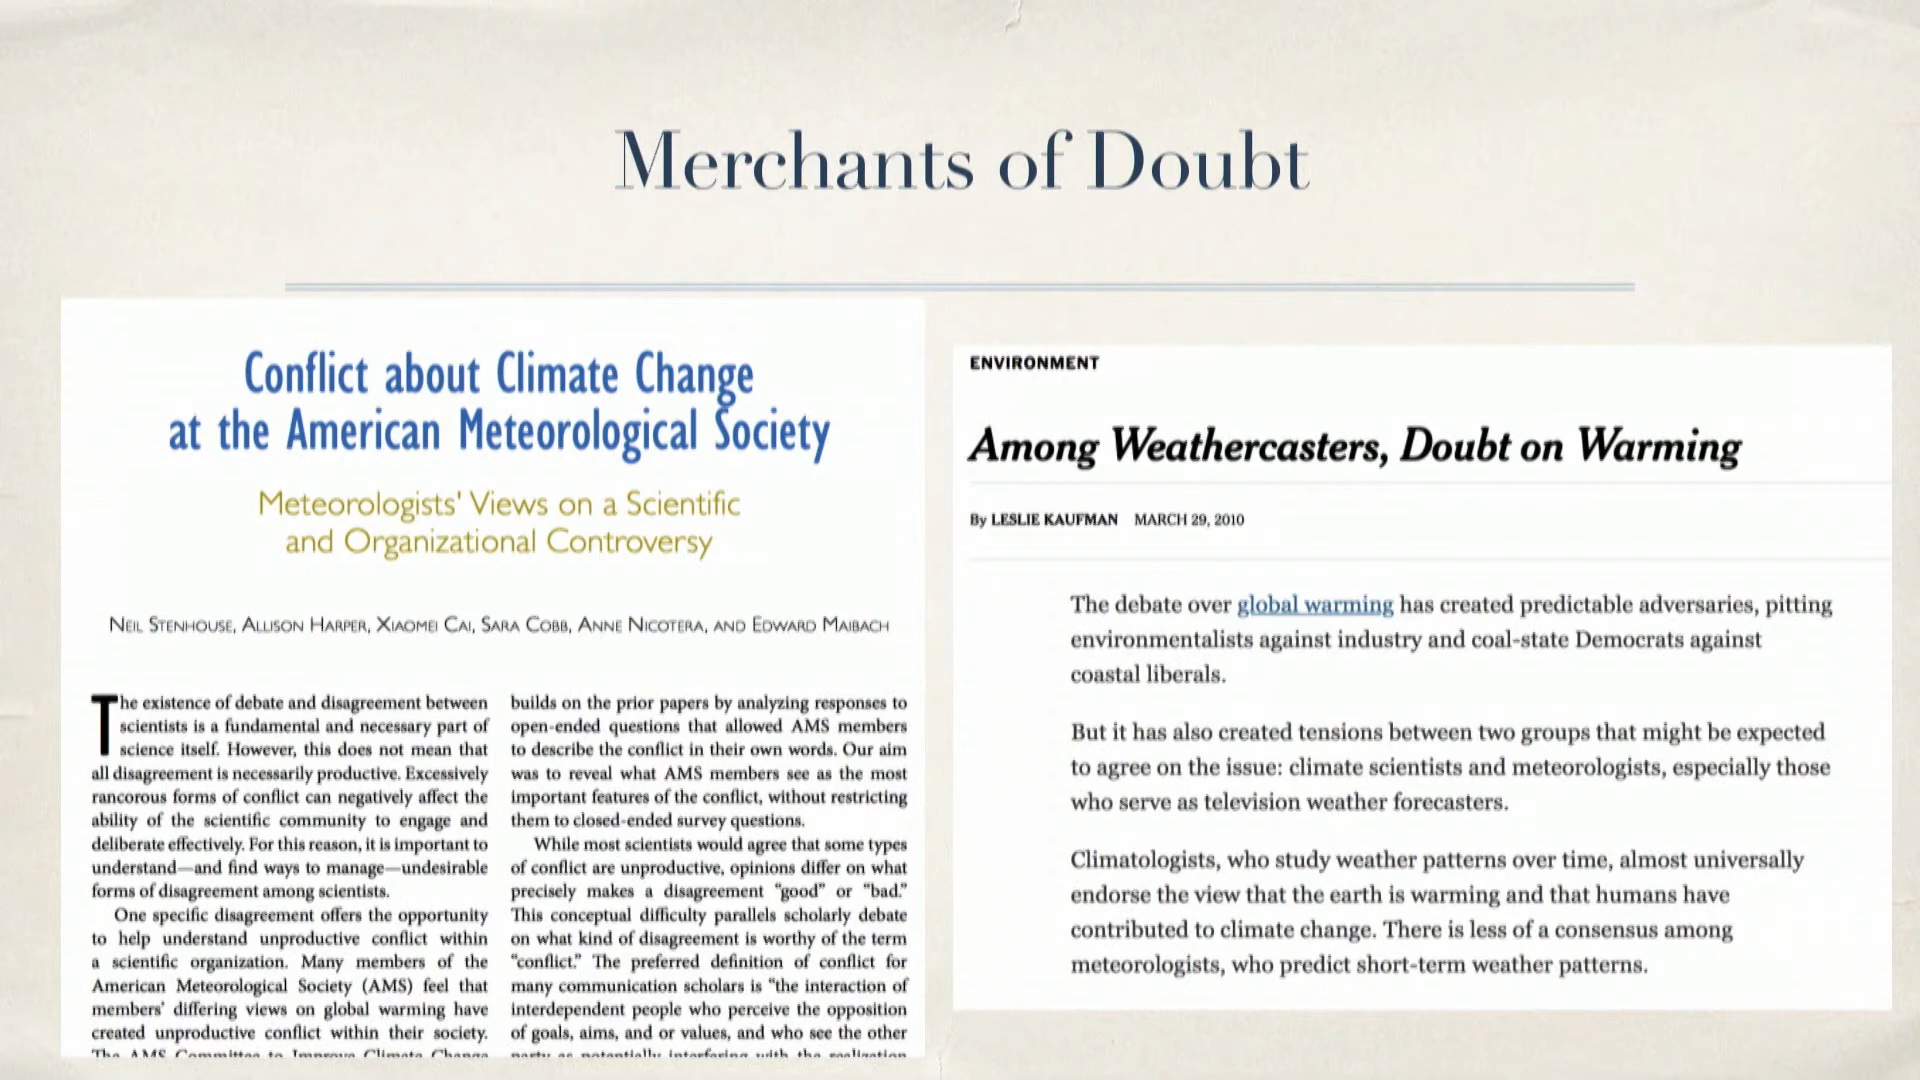 Merchants of Doubt
Conflict about Climate Change
at the American Meteorological Society
Meteorologists' Views on a Scientific
and Organizational Controversy
Neil Stenhouse, Allison Harper, Xiaomei Cai, Sara Cobb, Anne Nicotera, and Edward Maibach
The existence of debate and disagreement between
scientists is a fundamental and necessary part of
science itself. However, this does not mean that
all disagreement is necessarily productive. Excessively
rancorous forms of conflict can negatively affect the
ability of the scientific community to engage and
deliberate effectively. For this reason, it is important to
understand—and find ways to manage—undesirable
forms of disagreement among scientists.
One specific disagreement offers the opportunity
to help understand unproductive conflict within
a scientific organization. Many members of the
American Meteorological Society (AMS) feel that
members' differing views on global warming have
created unproductive conflict within their society.
The AMS Committee to Improve Climate Change
builds on the prior papers by analyzing responses to
open-ended questions that allowed AMS members
to describe the conflict in their own words. Our aim
was to reveal what AMS members see as the most
important features of the conflict, without restricting
them to closed-ended survey questions.
While most scientists would agree that some types
of conflict are unproductive, opinions differ on what
precisely makes a disagreement "good" or "bad."
This conceptual difficulty parallels scholarly debate
on what kind of disagreement is worthy of the term
"conflict." The preferred definition of conflict for
many communication scholars is "the interaction of
interdependent people who perceive the opposition
of goals, aims, and or values, and who see the other
party as potentially interfering with the realization
ENVIRONMENT
Among Weathercasters, Doubt on Warming
By LESLIE KAUFMAN MARCH 29, 2010
The debate over global warming has created predictable adversaries, pitting
environmentalists against industry and coal-state Democrats against
coastal liberals.
But it has also created tensions between two groups that might be expected
to agree on the issue: climate scientists and meteorologists, especially those
who serve as television weather forecasters.
Climatologists, who study weather patterns over time, almost universally
endorse the view that the earth is warming and that humans have
contributed to climate change. There is less of a consensus among
meteorologists, who predict short-term weather patterns.